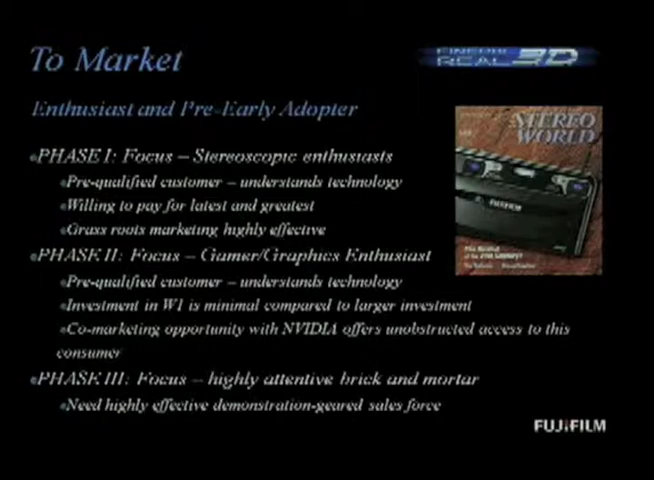 To Market
FINEPIX
REAL 3D
Enthusiast and Pre-Early Adopter
STEREO
WORLD
PHASE I: Focus – Stereoscopic enthusiasts
Pre-qualified customer – understands technology
Willing to pay for latest and greatest
Grass roots marketing highly effective
FUJIFILM
PHASE II: Focus – Gamer/Graphics Enthusiast
Pre-qualified customer – understands technology
Investment in W1 is minimal compared to larger investment
Co-marketing opportunity with NVIDIA offers unobstructed access to this
consumer
PHASE III: Focus – highly attentive brick and mortar
Need highly effective demonstration-geared sales force
FUJIFILM